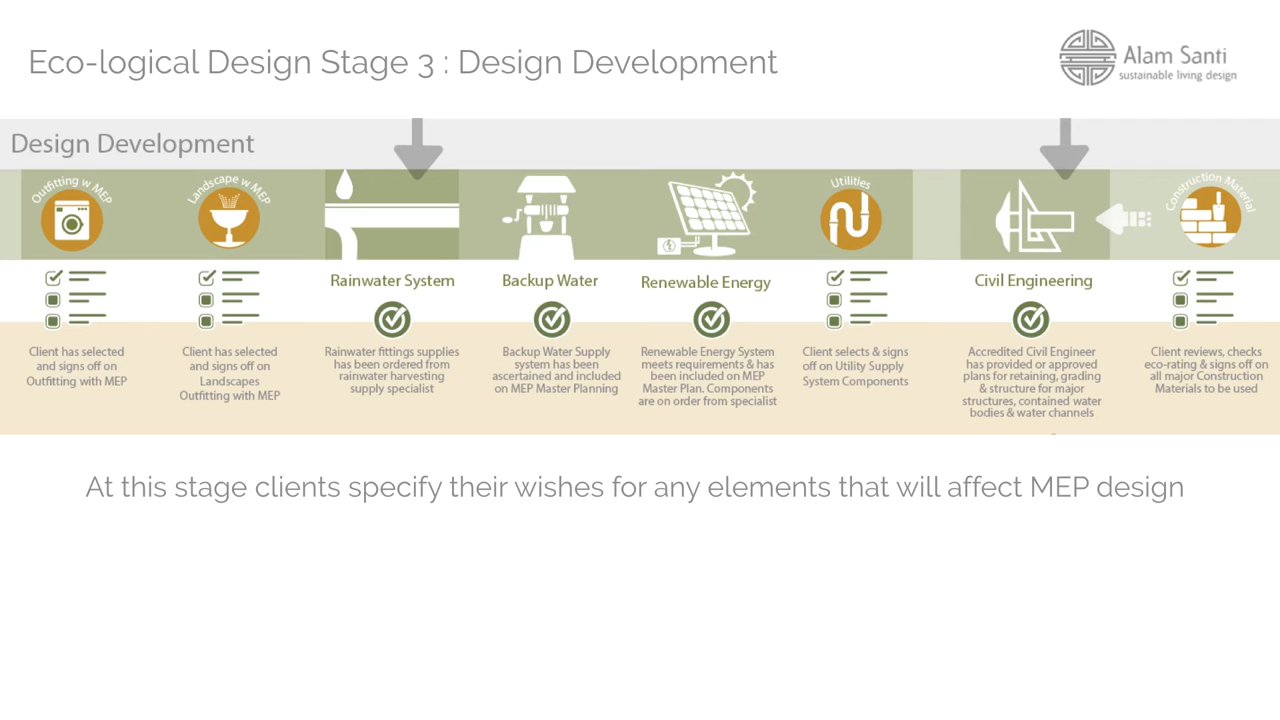 Eco-logical Design Stage 3 : Design Development
Alam Santi
sustainable living design
Design Development
Outfitting w MEP
Landscape w MEP
Utilities
Construction Material
Rainwater System
Backup Water
Renewable Energy
Civil Engineering
Client has selected
and signs off on
Outfitting with MEP
Client has selected
and signs off on
Landscapes
Outfitting with MEP
Rainwater fittings supplies
has been ordered from
rainwater harvesting
supply specialist
Backup Water Supply
system has been
ascertained and included
on MEP Master Planning
Renewable Energy System
meets requirements & has
been included on MEP
Master Plan. Components
are on order from specialist
Client selects & signs
off on Utility Supply
System Components
Accredited Civil Engineer
has provided or approved
plans for retaining, grading
& structure for major
structures, contained water
bodies & water channels
Client reviews, checks
eco-rating & signs off on
all major Construction
Materials to be used
At this stage clients specify their wishes for any elements that will affect MEP design